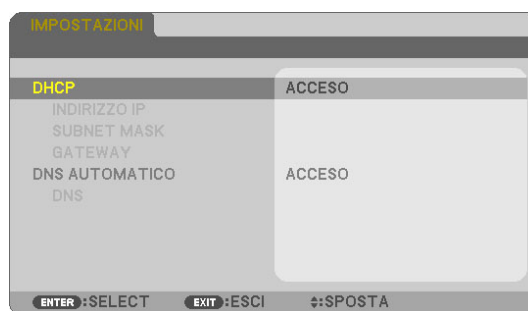 IMPOSTAZIONI
DHCP ACCESO
INDIRIZZO IP
SUBNET MASK
GATEWAY
DNS AUTOMATICO ACCESO
DNS
ENTER :SELECT EXIT :ESCI :SPOSTA